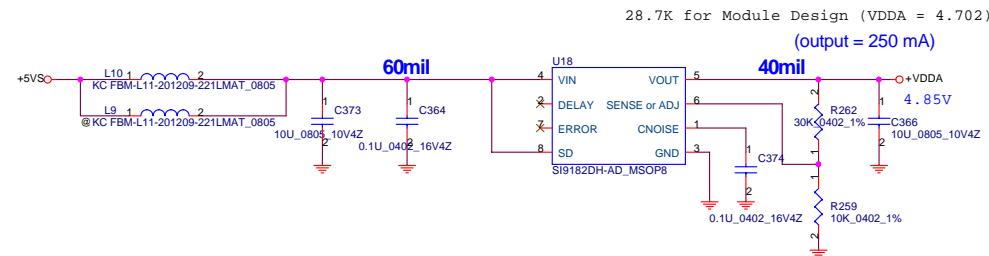 28.7K for Module Design (VDDA = 4.702)
(output = 250 mA)
60mil
40mil
+5VS
L10
1
2
KC FBM-L11-201209-221LMAT_0805
L9
1
2
@ KC FBM-L11-201209-221LMAT_0805
1
C373
10U_0805_10V4Z
2
1
C364
0.1U_0402_16V4Z
2
U18
4
VIN
VOUT
5
2
DELAY
SENSE or ADJ
6
7
ERROR
CNOISE
1
8
SD
GND
3
SI9182DH-AD_MSOP8
1
C374
2
0.1U_0402_16V4Z
2
R262
30K_0402_1%
1
1
R259
10K_0402_1%
2
+VDDA
4.85V
1
C366
10U_0805_10V4Z
2